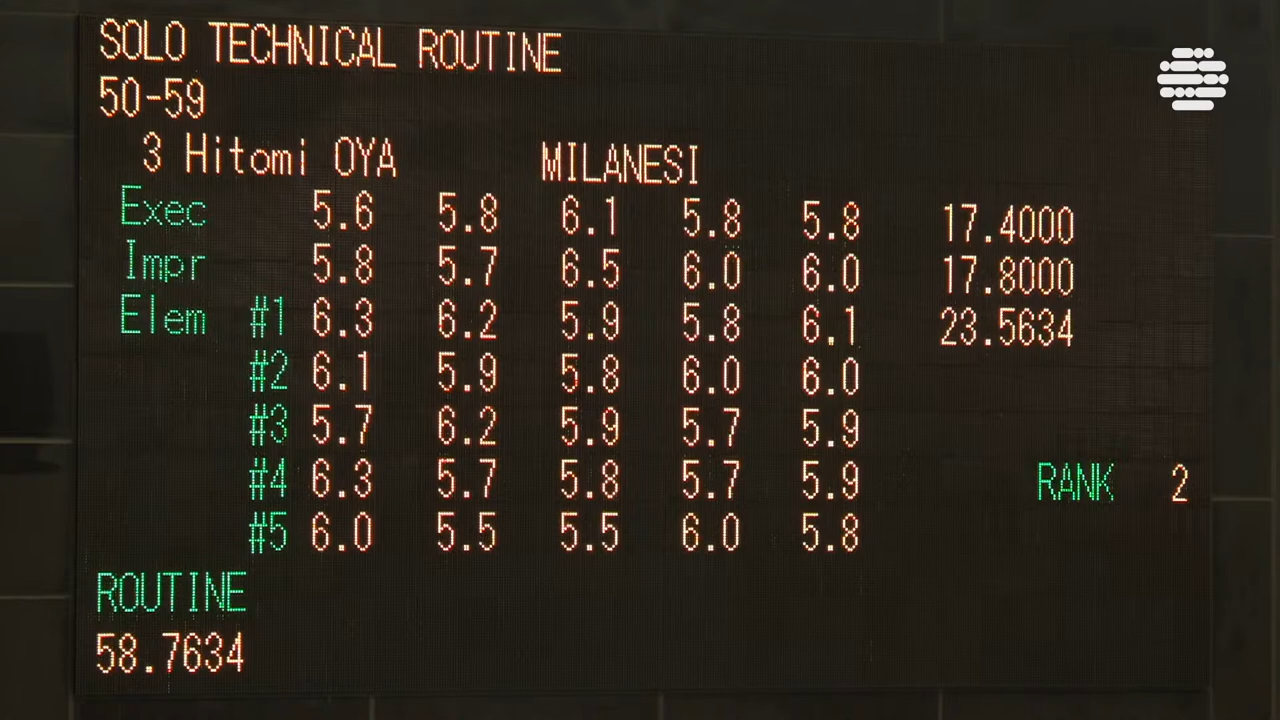 SOLO TECHNICAL ROUTINE
50-59
3 Hitomi OYA MILANESI
Exec 5.6 5.8 6.1 5.8 5.8 17.4000
Impr 5.8 5.7 6.5 6.0 6.0 17.8000
Elem #1 6.3 6.2 5.9 5.8 6.1 23.5634
#2 6.1 5.9 5.8 6.0 6.0
#3 5.7 6.2 5.9 5.7 5.9
#4 6.3 5.7 5.8 5.7 5.9 RANK 2
#5 6.0 5.5 5.5 6.0 5.8
ROUTINE
58.7634